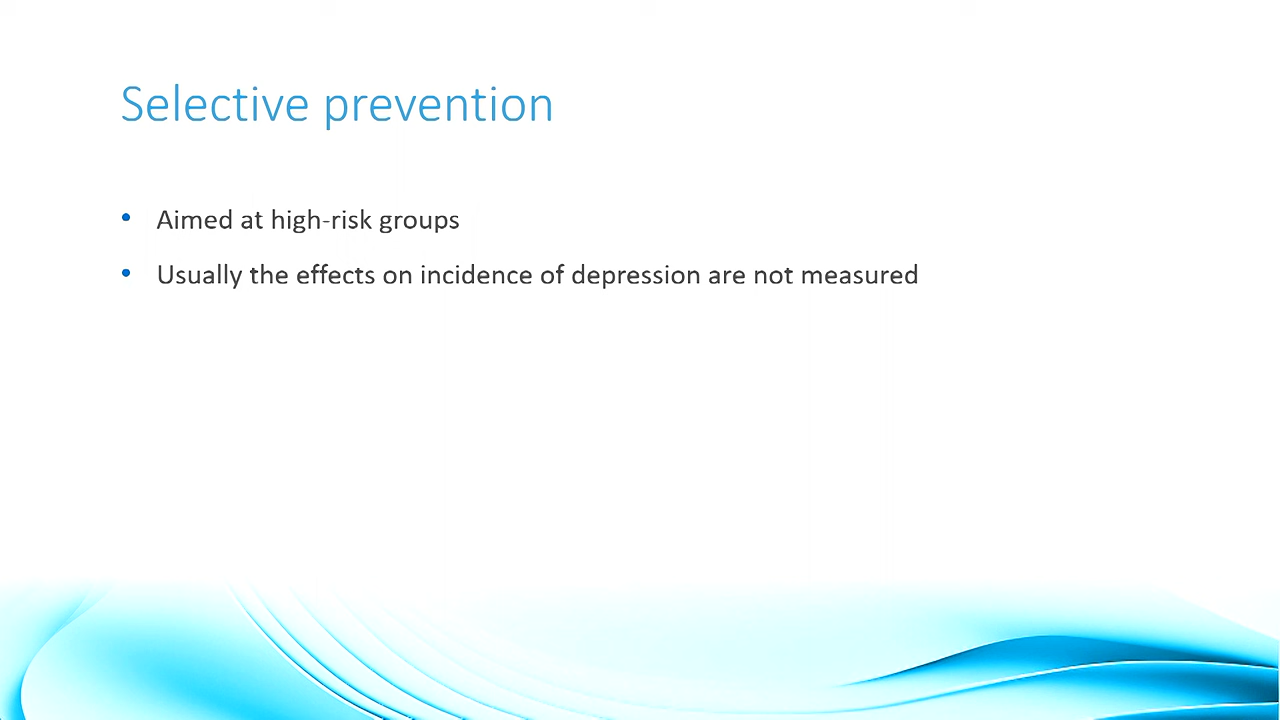 Selective prevention
• Aimed at high-risk groups
• Usually the effects on incidence of depression are not measured